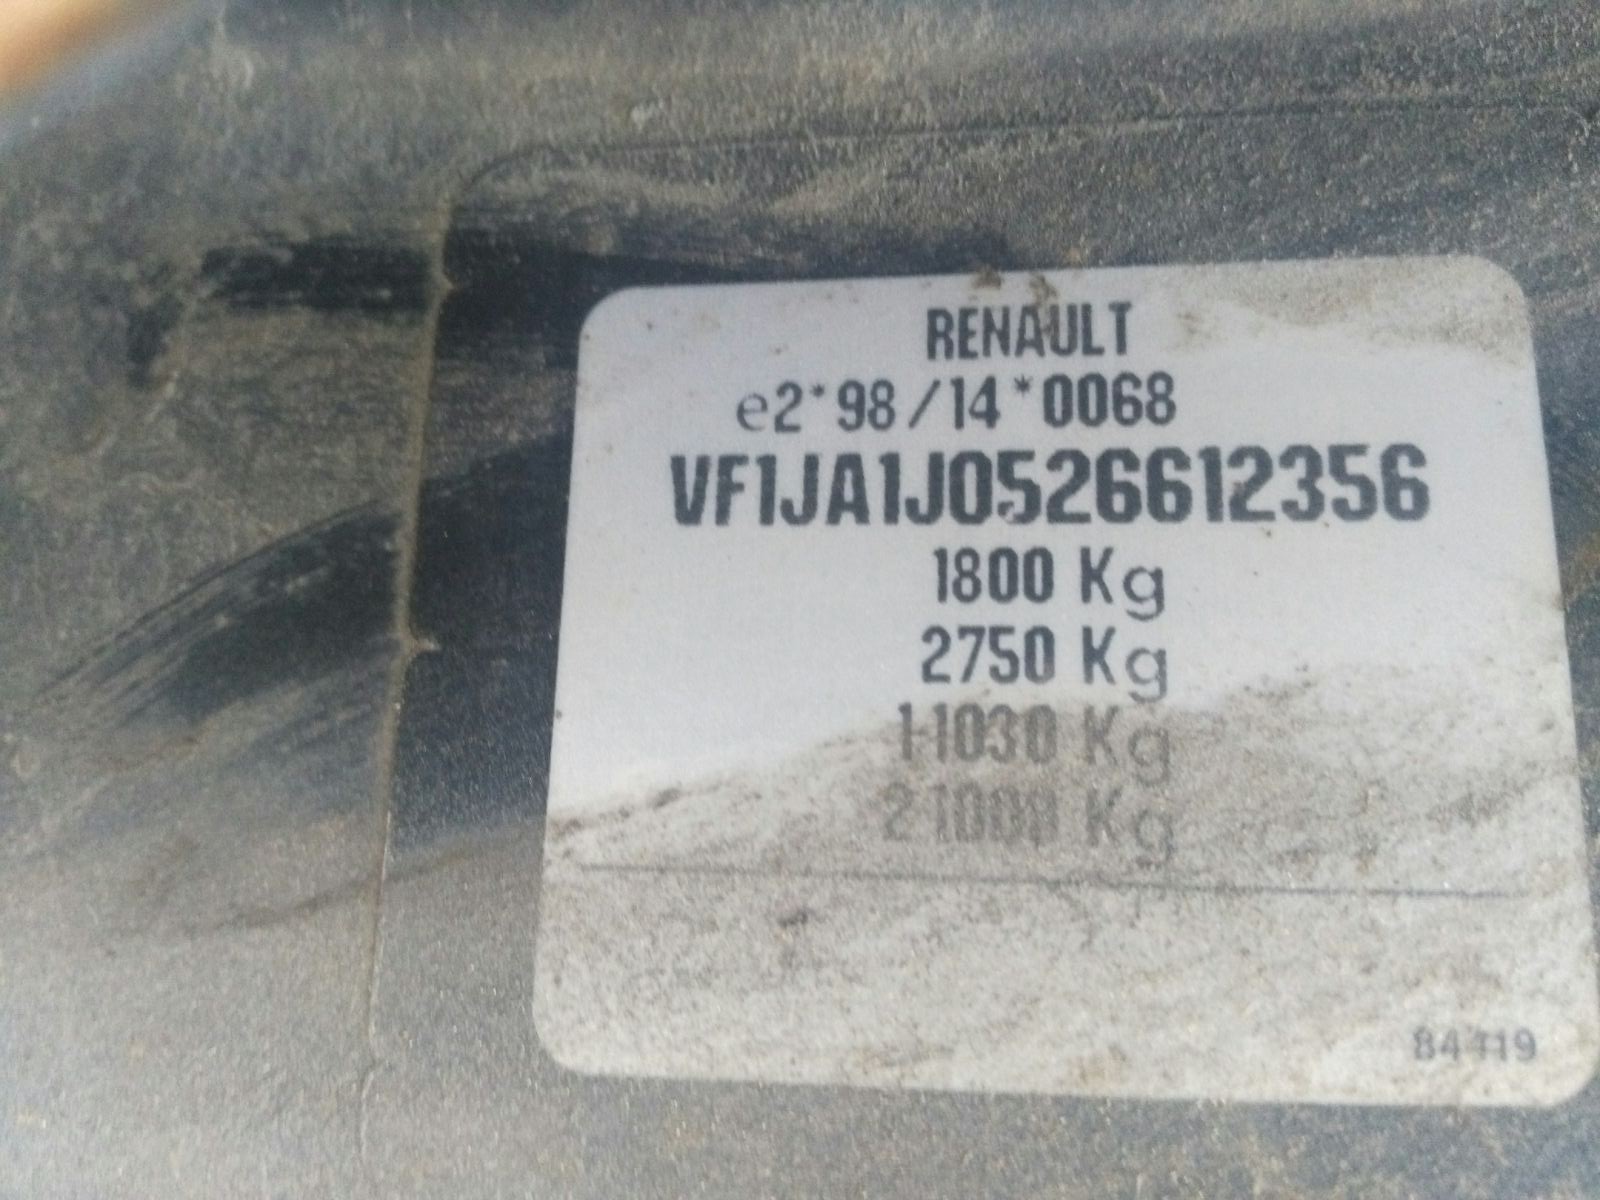 RENAULT
e2*98/14*0068
VF1JA1J0526612356
1800 Kg
2750 Kg
1-1030 Kg
2-1000 Kg
84119